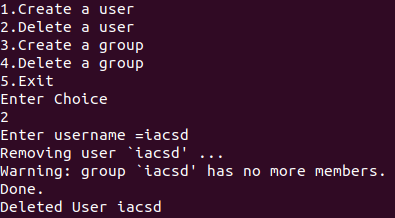 1.Create a user
2.Delete a user
3.Create a group
4.Delete a group
5.Exit
Enter Choice
2
Enter username =iacsd
Removing user `iacsd' ...
Warning: group `iacsd' has no more members.
Done.
Deleted User iacsd